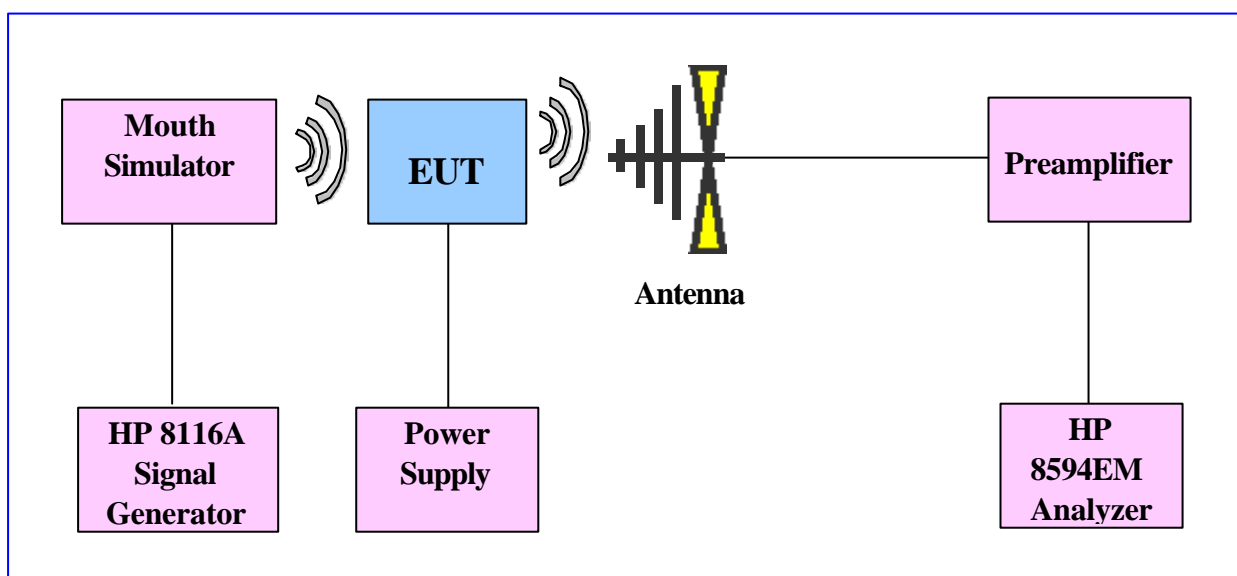 Mouth
Simulator
EUT
Preamplifier
Antenna
HP 8116A
Signal
Generator
Power
Supply
HP
8594EM
Analyzer